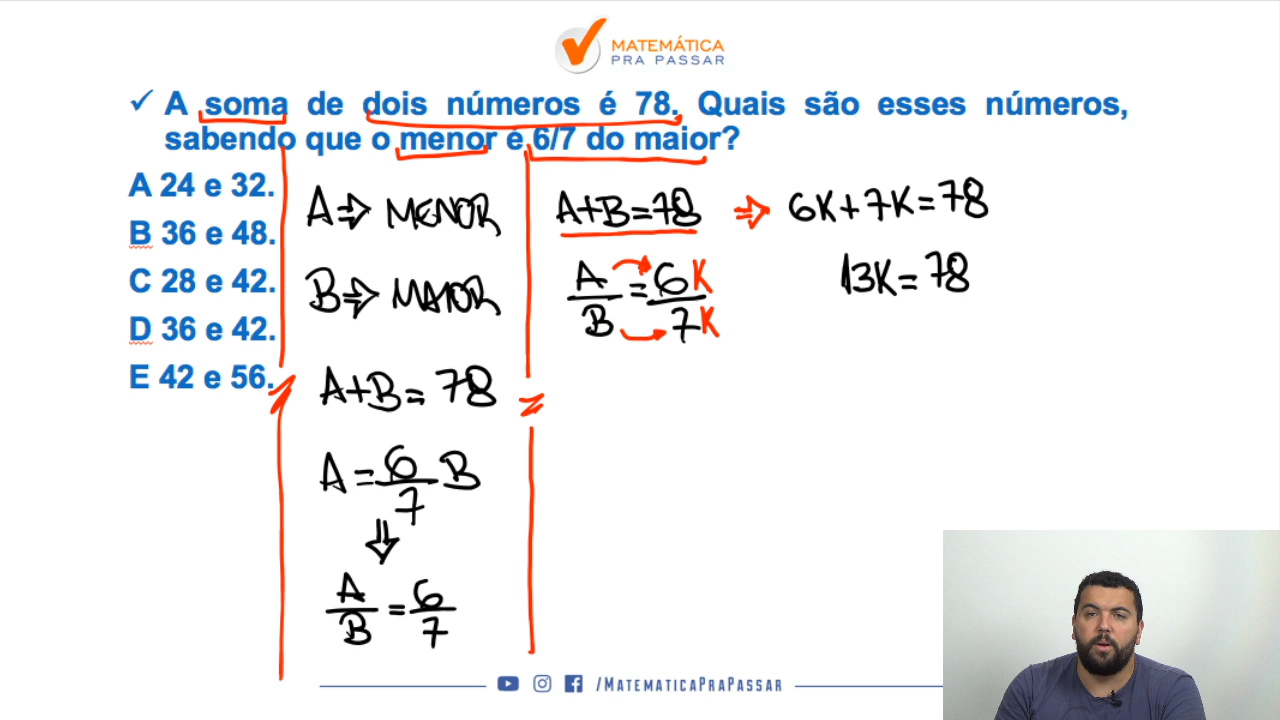 MATEMÁTICA
PRA PASSAR
✓ A soma de dois números é 78. Quais são esses números,
sabendo que o menor é 6/7 do maior?
A 24 e 32.
B 36 e 48.
C 28 e 42.
D 36 e 42.
E 42 e 56.
A ⇒ MENOR
B ⇒ MAIOR
A+B = 78
A = 6/7 B
⇓
A/B = 6/7
A+B=78 ⇒ 6K+7K=78
A/B = 6K/7K
13K=78
/MATEMATICAPRAPASSAR